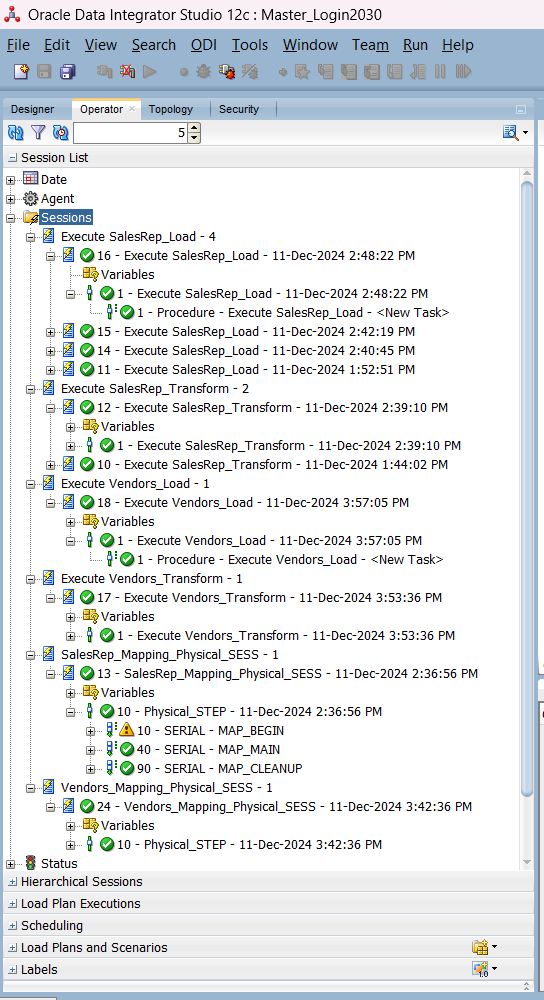 Oracle Data Integrator Studio 12c : Master_Login2030
File Edit View Search ODI Tools Window Team Run Help
Designer Operator Topology Security
5
Session List
Date
Agent
Sessions
Execute SalesRep_Load - 4
16 - Execute SalesRep_Load - 11-Dec-2024 2:48:22 PM
Variables
1 - Execute SalesRep_Load - 11-Dec-2024 2:48:22 PM
1 - Procedure - Execute SalesRep_Load - <New Task>
15 - Execute SalesRep_Load - 11-Dec-2024 2:42:19 PM
14 - Execute SalesRep_Load - 11-Dec-2024 2:40:45 PM
11 - Execute SalesRep_Load - 11-Dec-2024 1:52:51 PM
Execute SalesRep_Transform - 2
12 - Execute SalesRep_Transform - 11-Dec-2024 2:39:10 PM
Variables
1 - Execute SalesRep_Transform - 11-Dec-2024 2:39:10 PM
10 - Execute SalesRep_Transform - 11-Dec-2024 1:44:02 PM
Execute Vendors_Load - 1
18 - Execute Vendors_Load - 11-Dec-2024 3:57:05 PM
Variables
1 - Execute Vendors_Load - 11-Dec-2024 3:57:05 PM
1 - Procedure - Execute Vendors_Load - <New Task>
Execute Vendors_Transform - 1
17 - Execute Vendors_Transform - 11-Dec-2024 3:53:36 PM
Variables
1 - Execute Vendors_Transform - 11-Dec-2024 3:53:36 PM
SalesRep_Mapping_Physical_SESS - 1
13 - SalesRep_Mapping_Physical_SESS - 11-Dec-2024 2:36:56 PM
Variables
10 - Physical_STEP - 11-Dec-2024 2:36:56 PM
10 - SERIAL - MAP_BEGIN
40 - SERIAL - MAP_MAIN
90 - SERIAL - MAP_CLEANUP
Vendors_Mapping_Physical_SESS - 1
24 - Vendors_Mapping_Physical_SESS - 11-Dec-2024 3:42:36 PM
Variables
10 - Physical_STEP - 11-Dec-2024 3:42:36 PM
Status
Hierarchical Sessions
Load Plan Executions
Scheduling
Load Plans and Scenarios
Labels
1.0